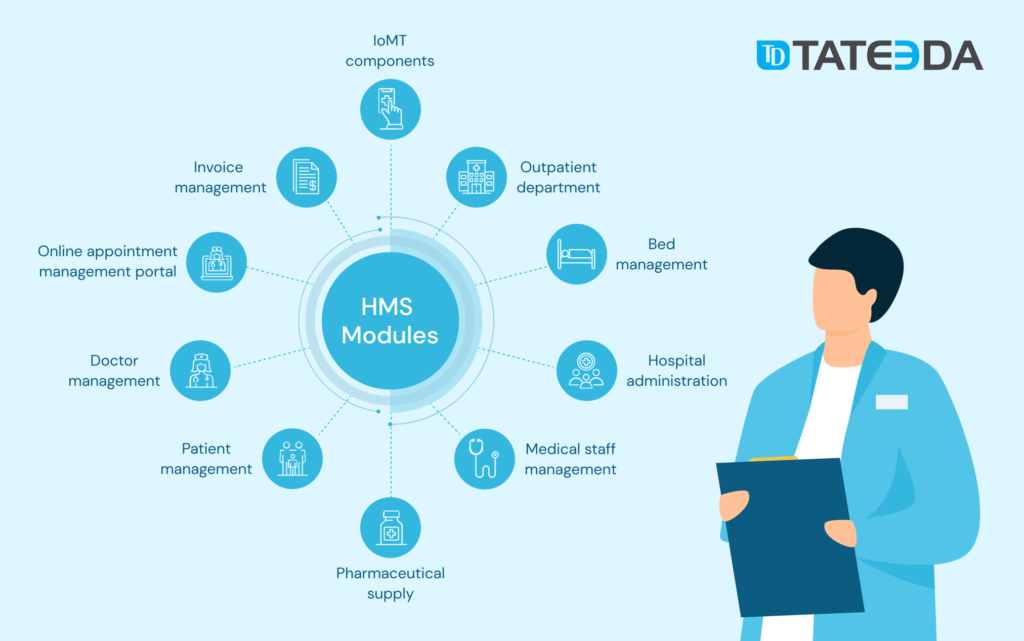 IoMT
components
TD TATEEDA
Invoice
management
Outpatient
department
Online appointment
management portal
Bed
management
HMS
Modules
Doctor
management
Hospital
administration
Patient
management
Medical staff
management
Pharmaceutical
supply